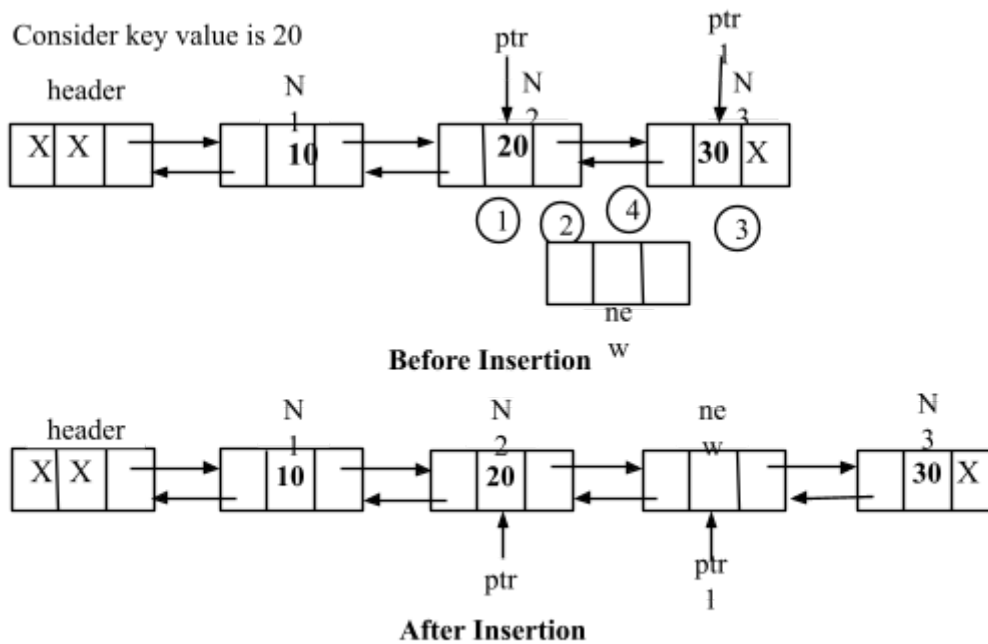 Consider key value is 20
ptr
ptr
1
header
N
1
N
2
N
3
X X
10
20
30 X
1
2
4
3
ne
w
Before Insertion
header
N
1
N
2
ne
w
N
3
X X
10
20
30 X
ptr
ptr
1
After Insertion